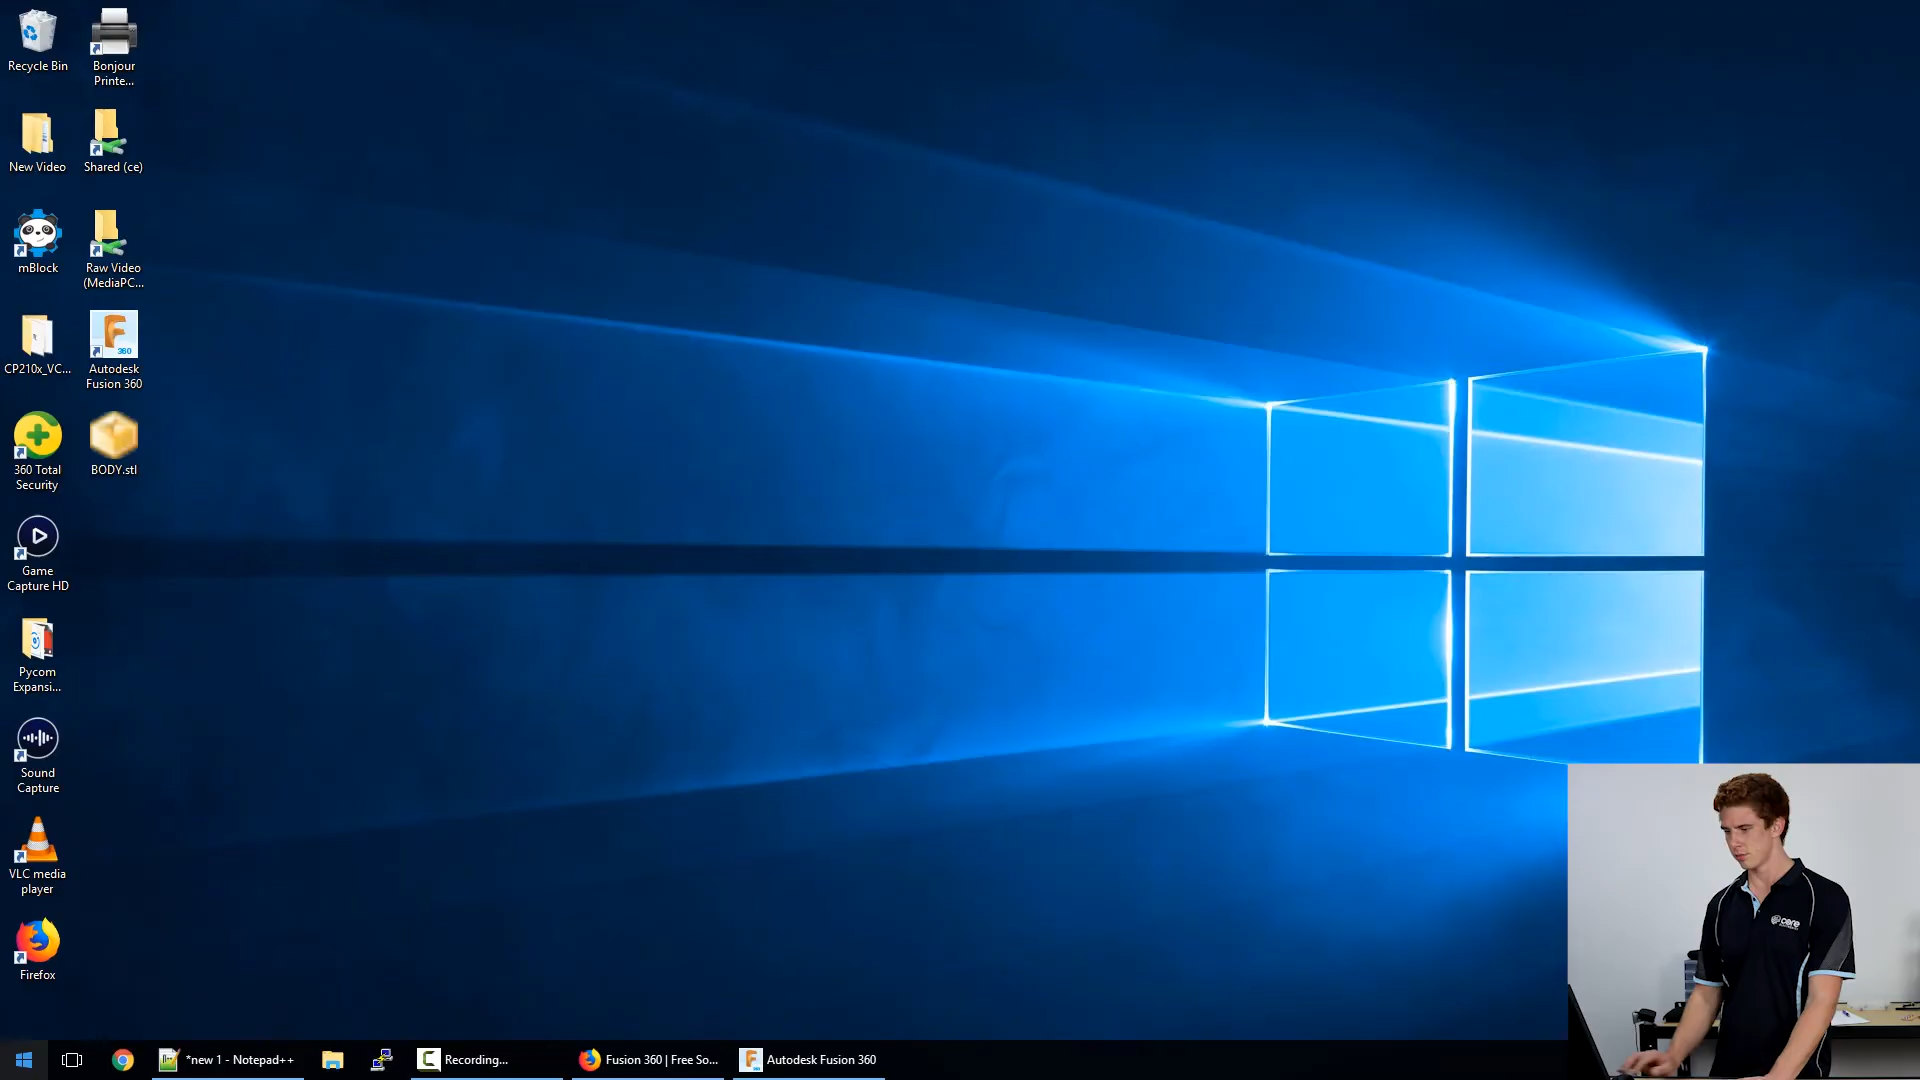 Recycle Bin
Bonjour
Printe...
New Video
Shared (ce)
mBlock
Raw Video
(MediaPC...
CP210x_VC...
Autodesk
Fusion 360
360
360 Total
Security
BODY.stl
Game
Capture HD
Pycom
Expansi...
Sound
Capture
VLC media
player
Firefox
*new 1 - Notepad++
Recording...
Fusion 360 | Free So...
Autodesk Fusion 360
core